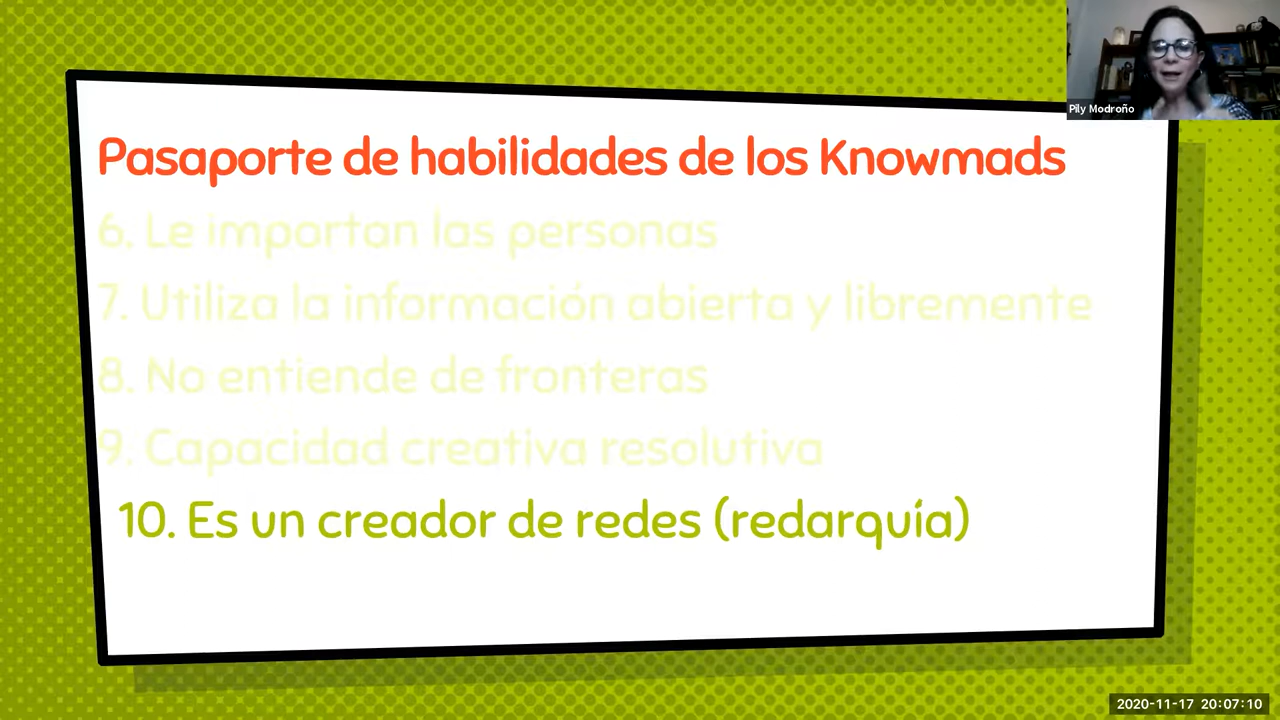 Pily Modroño
Pasaporte de habilidades de los Knowmads
6. Le importan las personas
7. Utiliza la información abierta y libremente
8. No entiende de fronteras
9. Capacidad creativa resolutiva
10. Es un creador de redes (redarquía)
2020-11-17 20:07:10